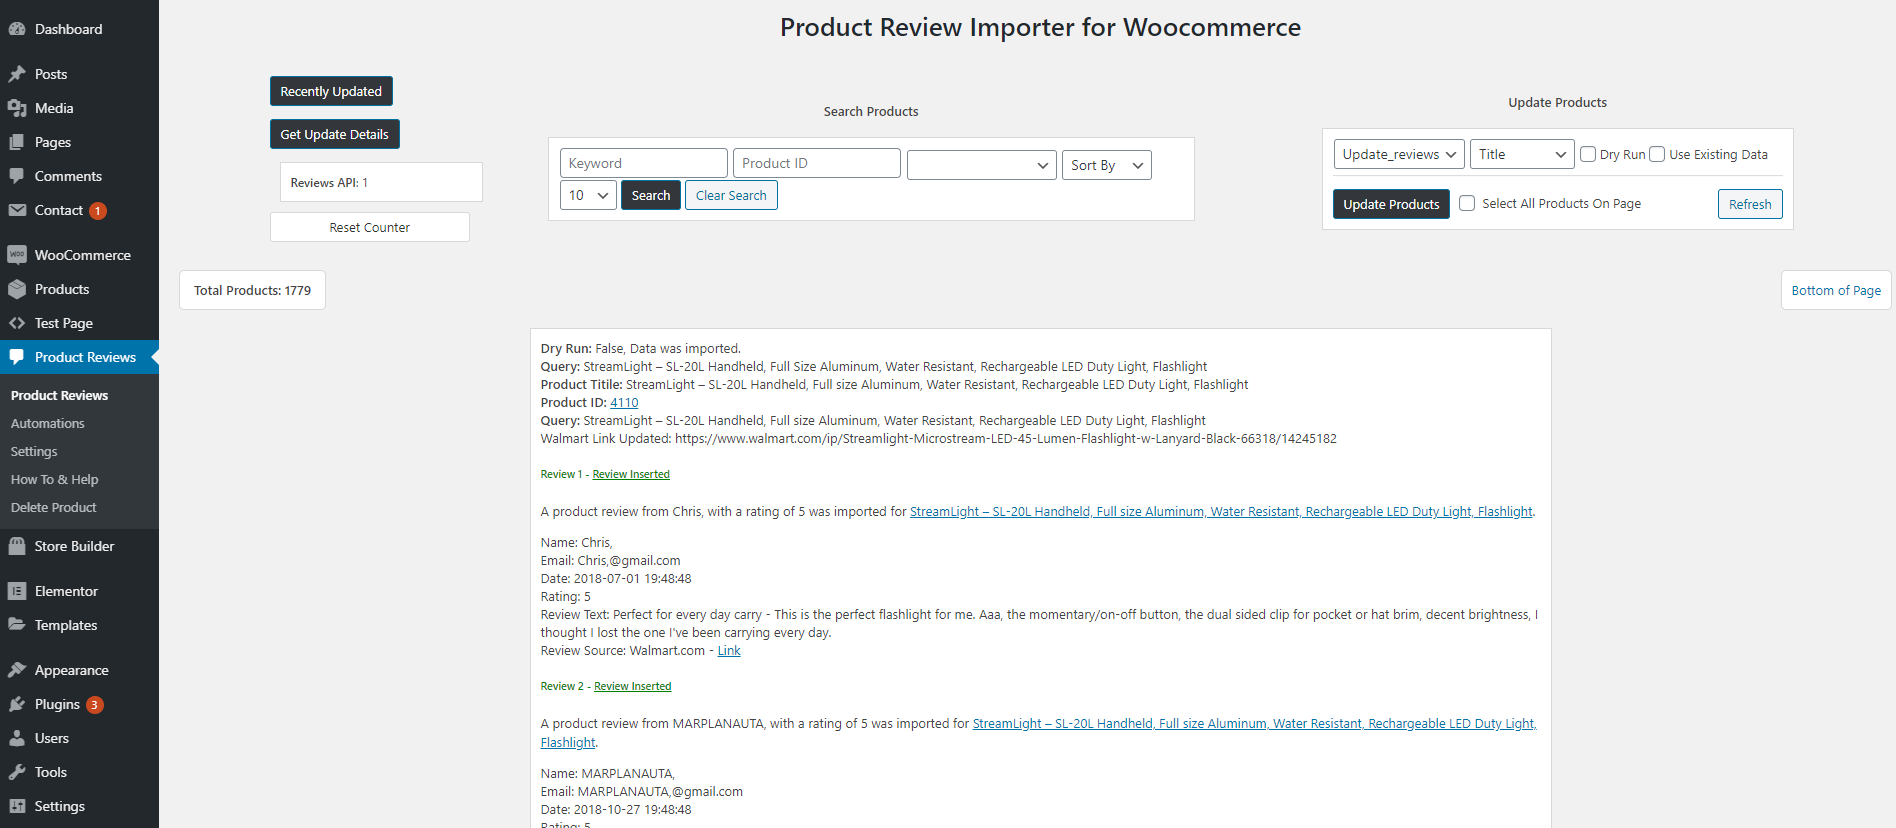 Dashboard
Posts
Media
Pages
Comments
Contact 1
WooCommerce
Products
Test Page
Product Reviews
Product Reviews
Automations
Settings
How To & Help
Delete Product
Store Builder
Elementor
Templates
Appearance
Plugins 3
Users
Tools
Settings
Product Review Importer for Woocommerce
Recently Updated
Get Update Details
Reviews API: 1
Reset Counter
Search Products
Keyword
Product ID
Sort By
10
Search
Clear Search
Update Products
Update_reviews
Title
Dry Run
Use Existing Data
Update Products
Select All Products On Page
Refresh
Total Products: 1779
Bottom of Page
Dry Run: False, Data was imported.
Query: StreamLight – SL-20L Handheld, Full Size Aluminum, Water Resistant, Rechargeable LED Duty Light, Flashlight
Product Titile: StreamLight – SL-20L Handheld, Full size Aluminum, Water Resistant, Rechargeable LED Duty Light, Flashlight
Product ID: 4110
Query: StreamLight – SL-20L Handheld, Full size Aluminum, Water Resistant, Rechargeable LED Duty Light, Flashlight
Walmart Link Updated: https://www.walmart.com/ip/Streamlight-Microstream-LED-45-Lumen-Flashlight-w-Lanyard-Black-66318/14245182
Review 1 - Review Inserted
A product review from Chris, with a rating of 5 was imported for StreamLight – SL-20L Handheld, Full size Aluminum, Water Resistant, Rechargeable LED Duty Light, Flashlight.
Name: Chris,
Email: Chris,@gmail.com
Date: 2018-07-01 19:48:48
Rating: 5
Review Text: Perfect for every day carry - This is the perfect flashlight for me. Aaa, the momentary/on-off button, the dual sided clip for pocket or hat brim, decent brightness, I
thought I lost the one I've been carrying every day.
Review Source: Walmart.com - Link
Review 2 - Review Inserted
A product review from MARPLANAUTA, with a rating of 5 was imported for StreamLight – SL-20L Handheld, Full size Aluminum, Water Resistant, Rechargeable LED Duty Light,
Flashlight.
Name: MARPLANAUTA,
Email: MARPLANAUTA,@gmail.com
Date: 2018-10-27 19:48:48
Rating: 5